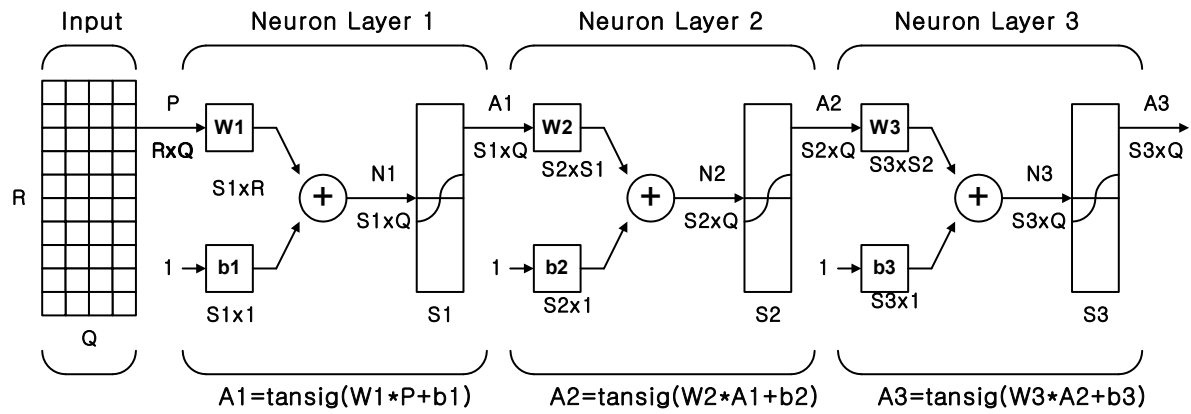 Input
Neuron Layer 1
Neuron Layer 2
Neuron Layer 3
P
A1
A2
A3
W1
W2
W3
RxQ
S1xQ
S2xQ
S3xQ
S1xR
S2xS1
S3xS2
R
+
N1
+
N2
+
N3
S1xQ
S2xQ
S3xQ
1
b1
1
b2
1
b3
S1x1
S2x1
S3x1
S1
S2
S3
Q
A1=tansig(W1*P+b1)
A2=tansig(W2*A1+b2)
A3=tansig(W3*A2+b3)